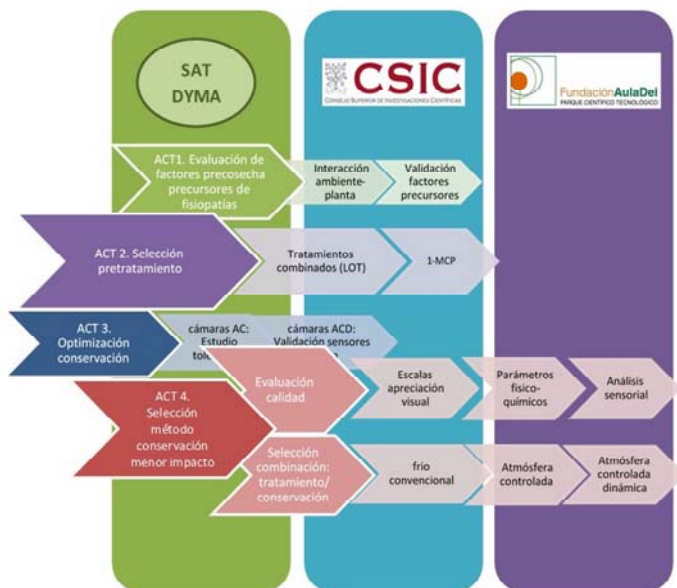 SAT
DYMA
CSIC
CONSEJO SUPERIOR DE INVESTIGACIONES CIENTÍFICAS
FundaciónAulaDei
PARQUE CIENTÍFICO TECNOLÓGICO
ACT1. Evaluación de
factores precosecha
precursores de
fisiopatías
Interacción
ambiente-
planta
Validación
factores
precursores
ACT 2. Selección
pretratamiento
Tratamientos
combinados (LOT)
1-MCP
ACT 3.
Optimización
conservación
cámaras AC:
Estudio
cámaras ACD:
Validación sensores
ACT 4.
Selección
método
conservación
menor impacto
Evaluación
calidad
Escalas
apreciación
visual
Parámetros
fisico-
químicos
Análisis
sensorial
Selección
combinación:
tratamiento/
conservación
frio
convencional
Atmósfera
controlada
Atmósfera
controlada
dinámica